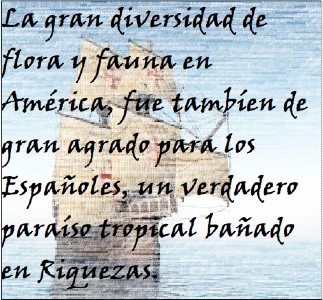 La gran diversidad de
flora y fauna en
América, fue tambíen de
gran agrado para los
Españoles, un verdadero
paraíso tropical bañado
en Riquezas.